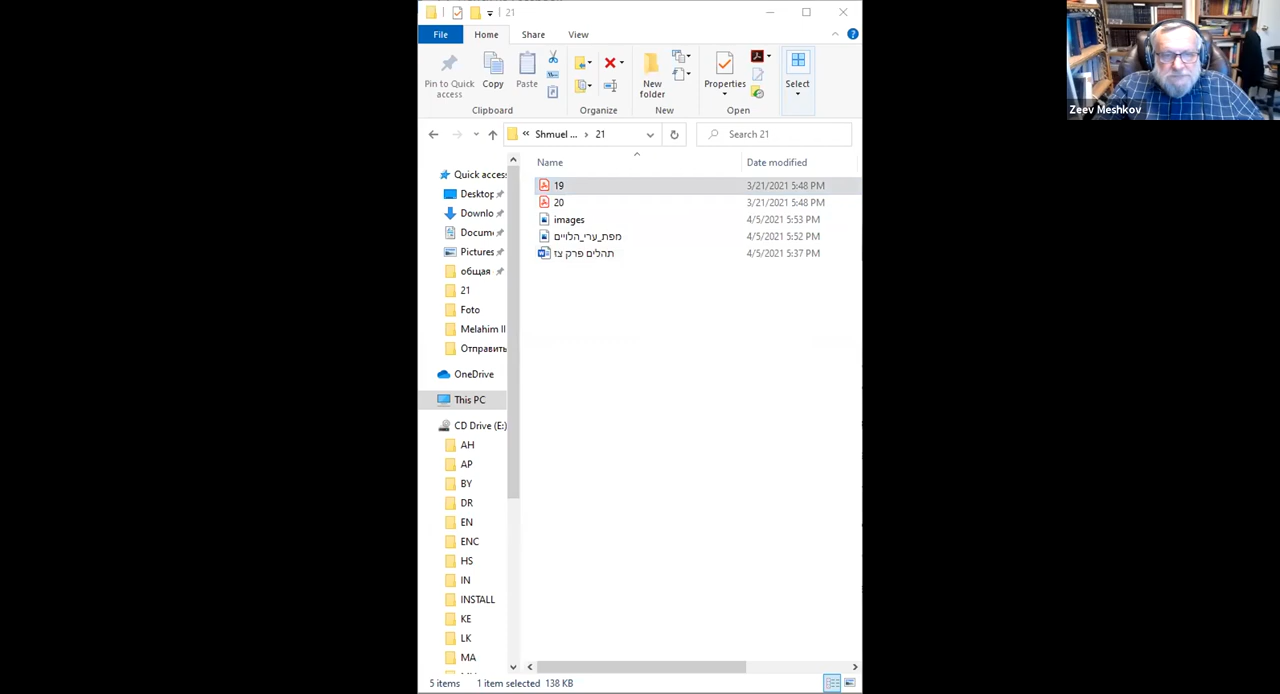 21
File Home Share View
Pin to Quick access
Copy
Paste
Clipboard
Organize
New folder
New
Properties
Open
Select
« Shmuel ... › 21
Search 21
Zeev Meshkov
Name Date modified
19 3/21/2021 5:48 PM
20 3/21/2021 5:48 PM
images 4/5/2021 5:53 PM
מפת_ערי_הלויים 4/5/2021 5:52 PM
תהלים פרק צז 4/5/2021 5:37 PM
Quick access
Desktop
Downlo
Docum
Pictures
общая
21
Foto
Melahim II
Отправить
OneDrive
This PC
CD Drive (E:)
AH
AP
BY
DR
EN
ENC
HS
IN
INSTALL
KE
LK
MA
5 items 1 item selected 138 KB